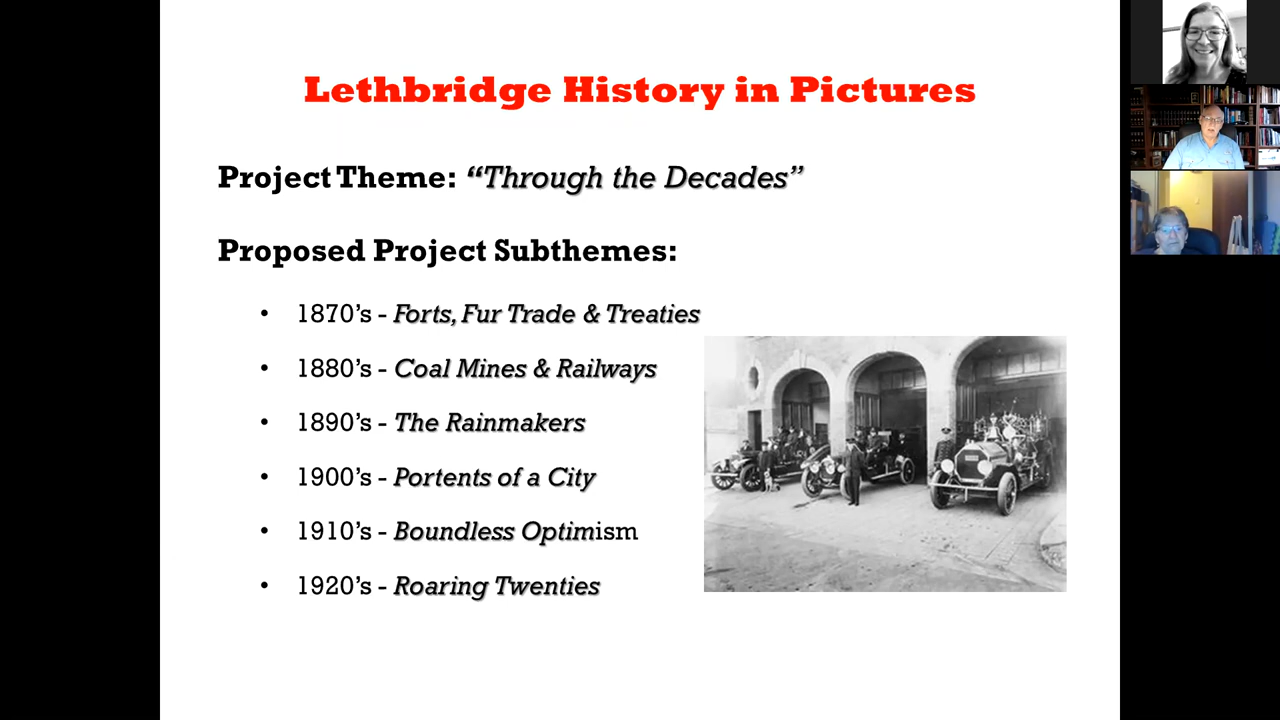 Lethbridge History in Pictures
Project Theme: “Through the Decades”
Proposed Project Subthemes:
• 1870’s - Forts, Fur Trade & Treaties
• 1880’s - Coal Mines & Railways
• 1890’s - The Rainmakers
• 1900’s - Portents of a City
• 1910’s - Boundless Optimism
• 1920’s - Roaring Twenties